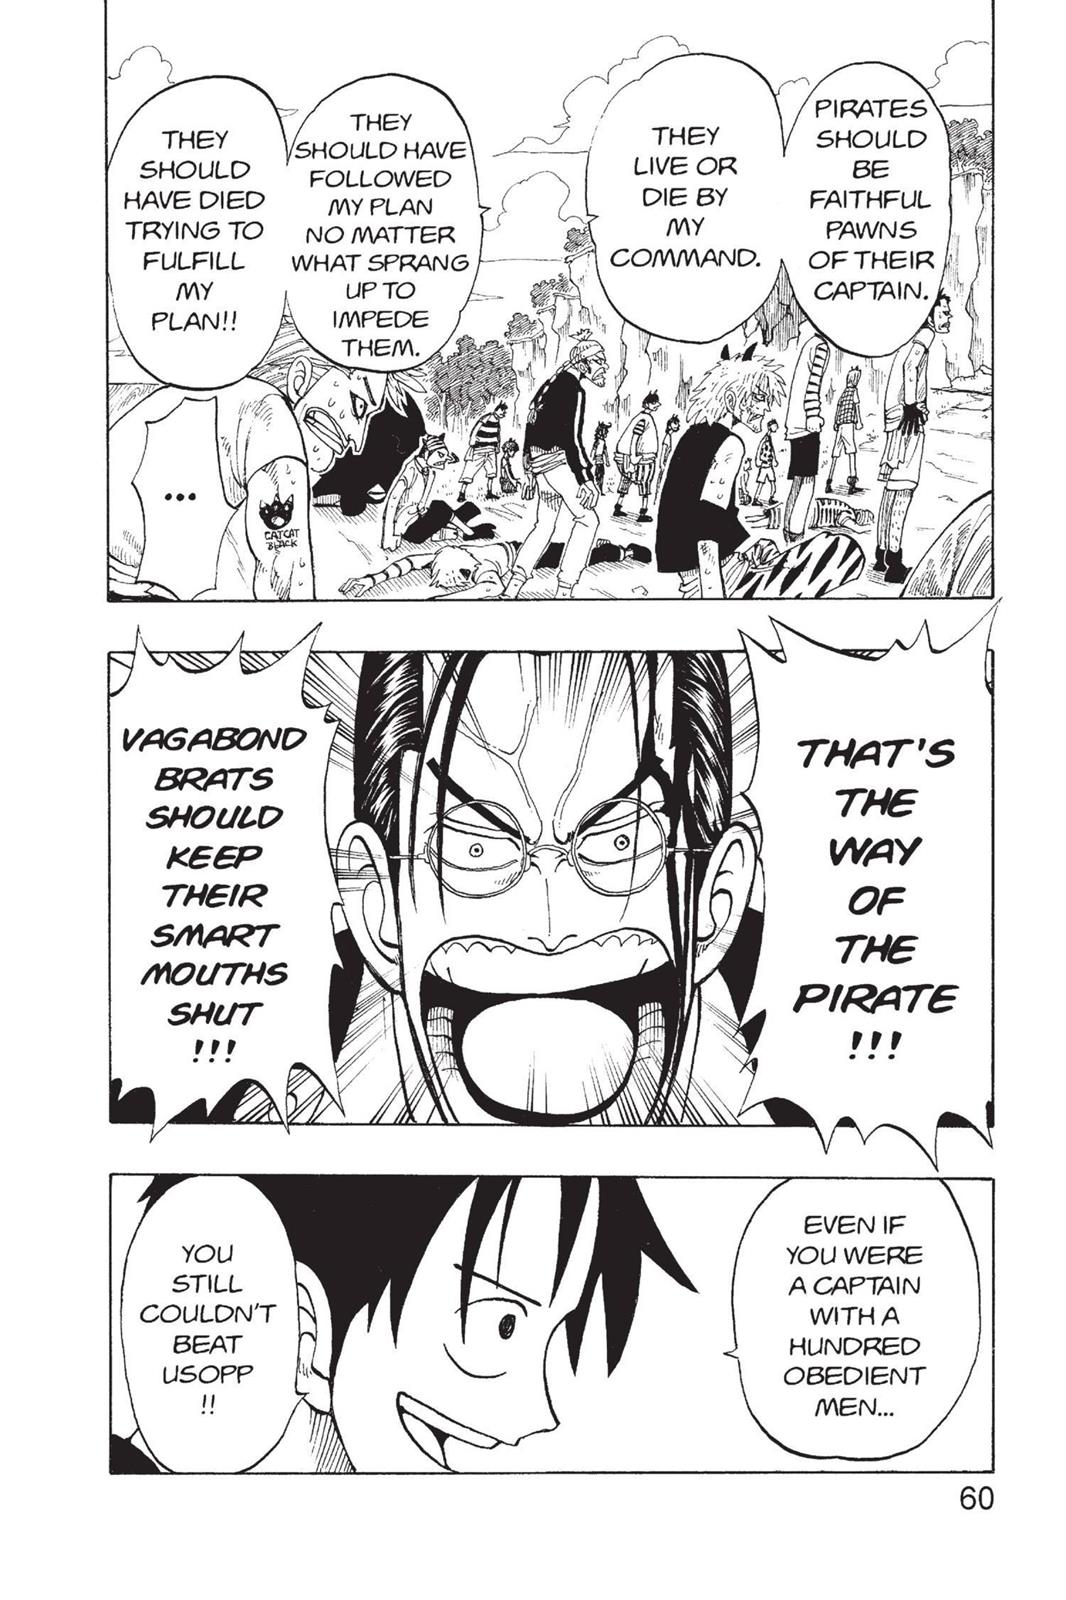 PIRATES
SHOULD
BE
FAITHFUL
PAWNS
OF THEIR
CAPTAIN.
THEY
LIVE OR
DIE BY
MY
COMMAND.
THEY
SHOULD HAVE
FOLLOWED
MY PLAN
NO MATTER
WHAT SPRANG
UP TO
IMPEDE
THEM.
THEY
SHOULD
HAVE DIED
TRYING TO
FULFILL
MY
PLAN!!
...
CATCAT
BLACK
THAT'S
THE
WAY
OF
THE
PIRATE
!!!
VAGABOND
BRATS
SHOULD
KEEP
THEIR
SMART
MOUTHS
SHUT
!!!
EVEN IF
YOU WERE
A CAPTAIN
WITH A
HUNDRED
OBEDIENT
MEN...
YOU
STILL
COULDN'T
BEAT
USOPP
!!
60